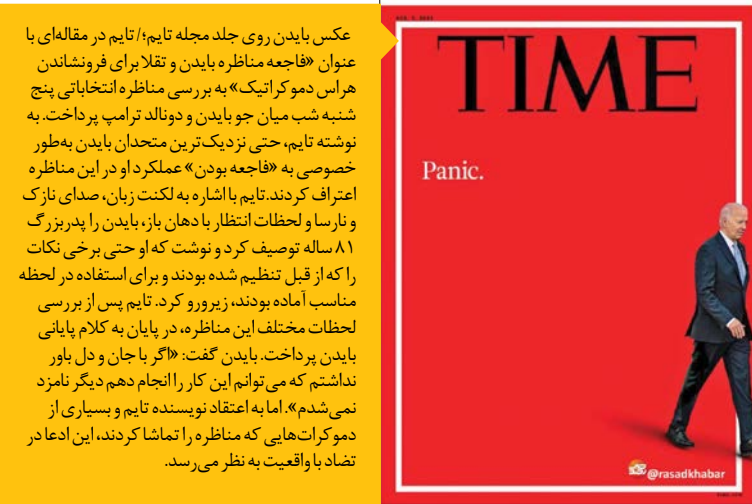 عکس بایدن روی جلد مجله تایم؛/ تایم در مقاله‌ای با
عنوان «فاجعه مناظره بایدن و تقلا برای فرونشاندن
هراس دموکراتیک» به بررسی مناظره انتخاباتی پنج
شنبه شب میان جو بایدن و دونالد ترامپ پرداخت. به
نوشته تایم، حتی نزدیک‌ترین متحدان بایدن به‌طور
خصوصی به «فاجعه بودن» عملکرد او در این مناظره
اعتراف کردند.تایم با اشاره به لکنت زبان، صدای نازک
و نارسا و لحظات انتظار با دهان باز، بایدن را پدربزرگ
۸۱ ساله توصیف کرد و نوشت که او حتی برخی نکات
را که از قبل تنظیم شده بودند و برای استفاده در لحظه
مناسب آماده بودند، زیرورو کرد. تایم پس از بررسی
لحظات مختلف این مناظره، در پایان به کلام پایانی
بایدن پرداخت. بایدن گفت: «اگر با جان و دل باور
نداشتم که می‌توانم این کار را انجام دهم دیگر نامزد
نمی‌شدم». اما به اعتقاد نویسنده تایم و بسیاری از
دموکرات‌هایی که مناظره را تماشا کردند، این ادعا در
تضاد با واقعیت به نظر می‌رسد.
TIME
Panic.
@rasadkhabar